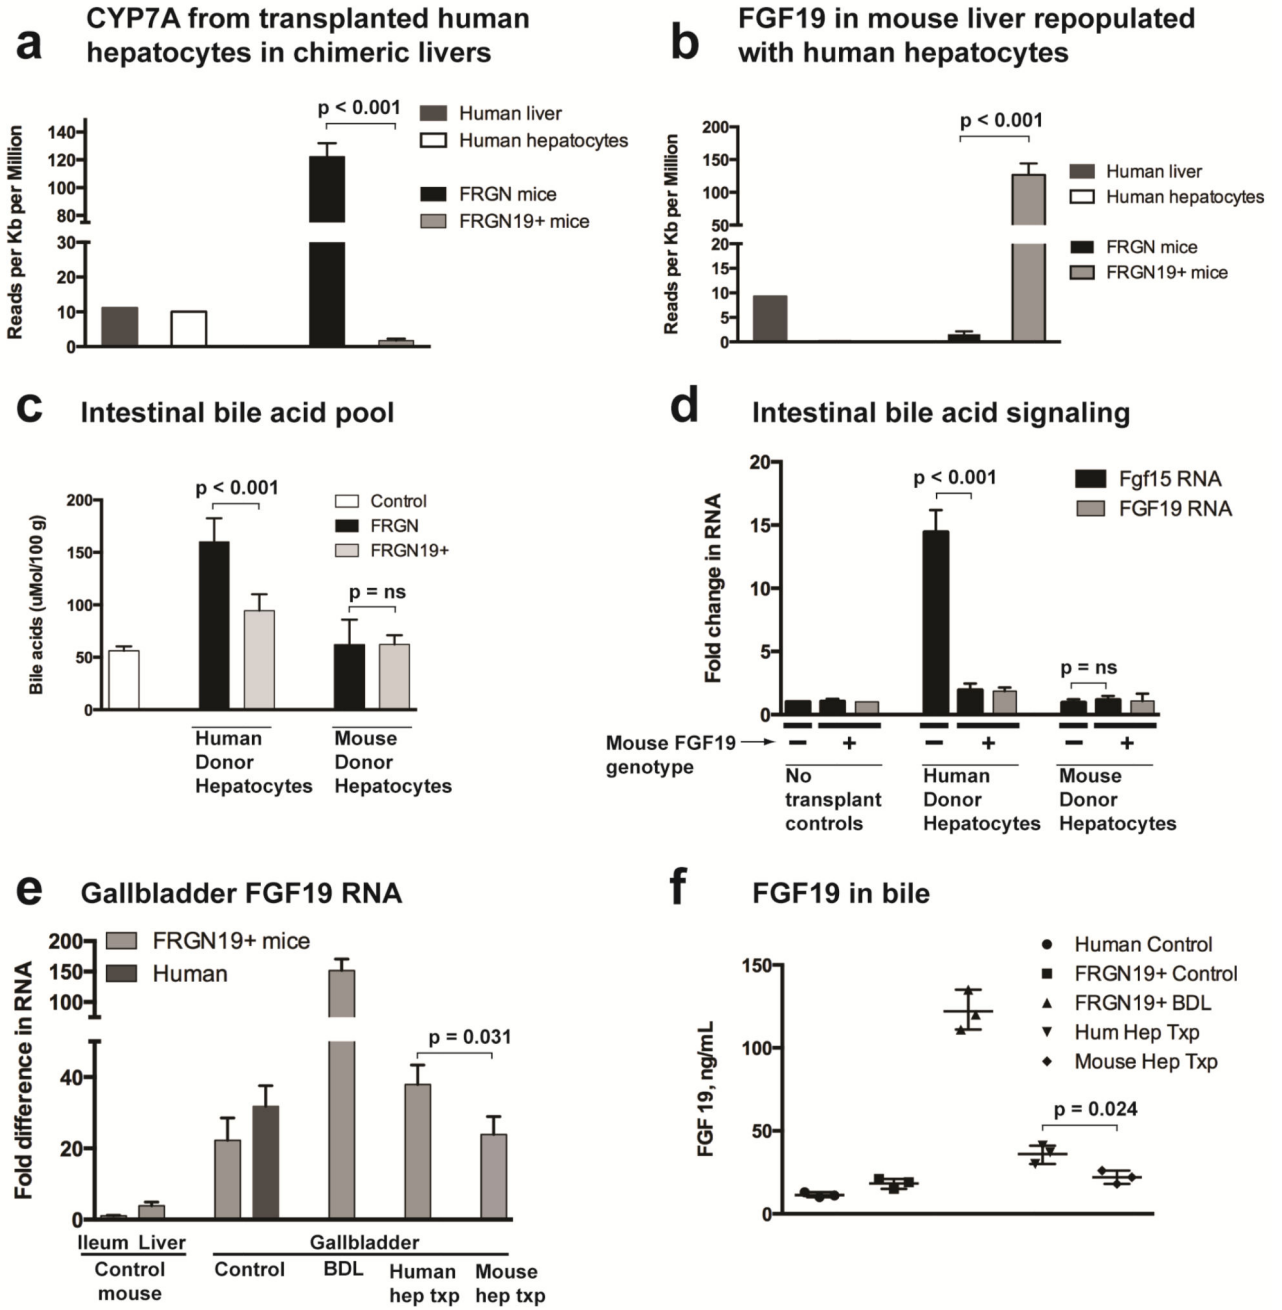 a
CYP7A from transplanted human
hepatocytes in chimeric livers
Reads per Kb per Million
140
120
100
80
30
20
10
0
p < 0.001
Human liver
Human hepatocytes
FRGN mice
FRGN19+ mice
b
FGF19 in mouse liver repopulated
with human hepatocytes
Reads per Kb per Million
200
150
100
50
20
15
10
5
0
p < 0.001
Human liver
Human hepatocytes
FRGN mice
FRGN19+ mice
c
Intestinal bile acid pool
Bile acids (uMol/100 g)
200
150
100
50
0
p < 0.001
p = ns
Control
FRGN
FRGN19+
Human
Donor
Hepatocytes
Mouse
Donor
Hepatocytes
d
Intestinal bile acid signaling
Fold change in RNA
20
15
10
5
0
p < 0.001
p = ns
Fgf15 RNA
FGF19 RNA
Mouse FGF19
genotype
− + − + − +
No
transplant
controls
Human
Donor
Hepatocytes
Mouse
Donor
Hepatocytes
e
Gallbladder FGF19 RNA
Fold difference in RNA
200
150
100
40
20
0
FRGN19+ mice
Human
p = 0.031
Ileum Liver
Control
mouse
Gallbladder
Control
BDL
Human
hep txp
Mouse
hep txp
f
FGF19 in bile
FGF 19, ng/mL
150
100
50
0
Human Control
FRGN19+ Control
FRGN19+ BDL
Hum Hep Txp
Mouse Hep Txp
p = 0.024